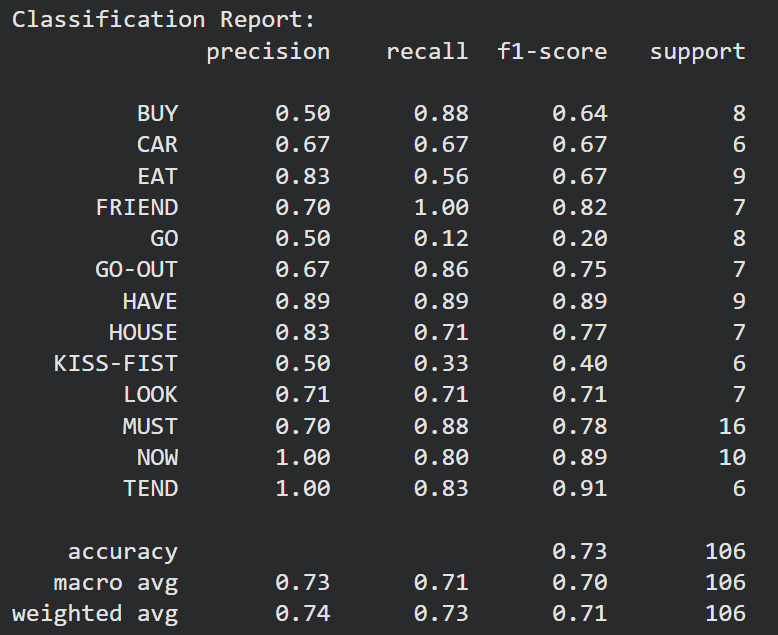 Classification Report:
precision recall f1-score support
BUY 0.50 0.88 0.64 8
CAR 0.67 0.67 0.67 6
EAT 0.83 0.56 0.67 9
FRIEND 0.70 1.00 0.82 7
GO 0.50 0.12 0.20 8
GO-OUT 0.67 0.86 0.75 7
HAVE 0.89 0.89 0.89 9
HOUSE 0.83 0.71 0.77 7
KISS-FIST 0.50 0.33 0.40 6
LOOK 0.71 0.71 0.71 7
MUST 0.70 0.88 0.78 16
NOW 1.00 0.80 0.89 10
TEND 1.00 0.83 0.91 6
accuracy 0.73 106
macro avg 0.73 0.71 0.70 106
weighted avg 0.74 0.73 0.71 106